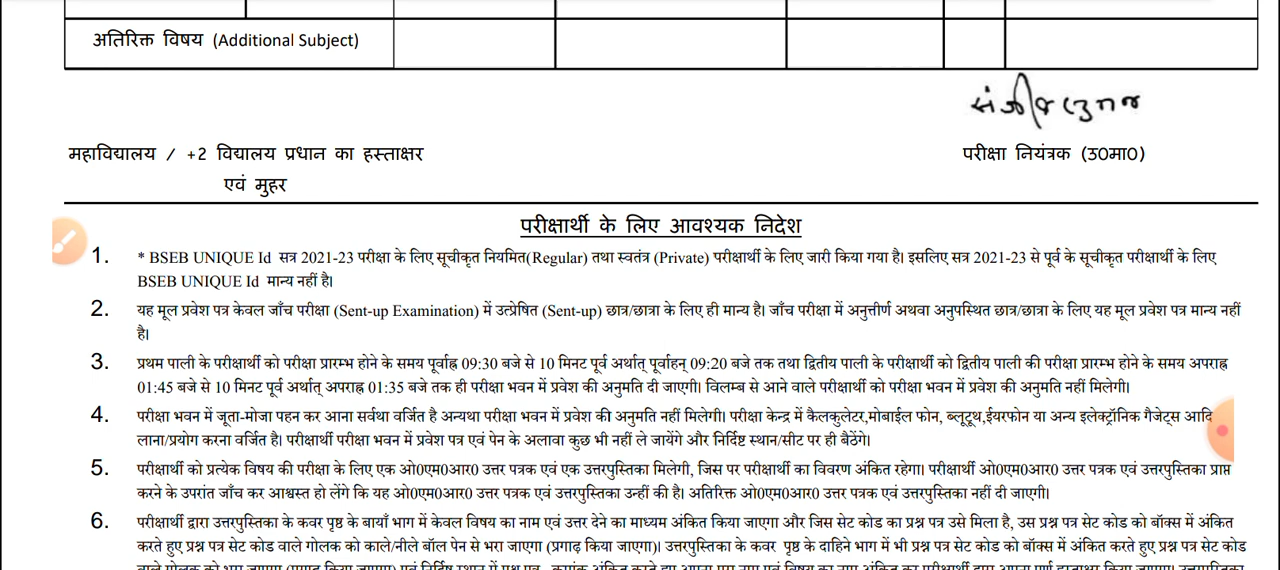 अतिरिक्त विषय (Additional Subject)
महाविद्यालय / +2 विद्यालय प्रधान का हस्ताक्षर
परीक्षा नियंत्रक (उ0मा0)
एवं मुहर
परीक्षार्थी के लिए आवश्यक निदेश
1. * BSEB UNIQUE Id सत्र 2021-23 परीक्षा के लिए सूचीकृत नियमित(Regular) तथा स्वतंत्र (Private) परीक्षार्थी के लिए जारी किया गया है। इसलिए सत्र 2021-23 से पूर्व के सूचीकृत परीक्षार्थी के लिए
BSEB UNIQUE Id मान्य नहीं है।
2. यह मूल प्रवेश पत्र केवल जाँच परीक्षा (Sent-up Examination) में उत्प्रेषित (Sent-up) छात्र/छात्रा के लिए ही मान्य है। जाँच परीक्षा में अनुत्तीर्ण अथवा अनुपस्थित छात्र/छात्रा के लिए यह मूल प्रवेश पत्र मान्य नहीं
है।
3. प्रथम पाली के परीक्षार्थी को परीक्षा प्रारम्भ होने के समय पूर्वाह्न 09:30 बजे से 10 मिनट पूर्व अर्थात् पूर्वाहन् 09:20 बजे तक तथा द्वितीय पाली के परीक्षार्थी को द्वितीय पाली की परीक्षा प्रारम्भ होने के समय अपराह्न
01:45 बजे से 10 मिनट पूर्व अर्थात् अपराह्न 01:35 बजे तक ही परीक्षा भवन में प्रवेश की अनुमति दी जाएगी। विलम्ब से आने वाले परीक्षार्थी को परीक्षा भवन में प्रवेश की अनुमति नहीं मिलेगी।
4. परीक्षा भवन में जूता-मोजा पहन कर आना सर्वथा वर्जित है अन्यथा परीक्षा भवन में प्रवेश की अनुमति नहीं मिलेगी। परीक्षा केन्द्र में कैलकुलेटर,मोबाईल फोन, ब्लूटूथ,ईयरफोन या अन्य इलेक्ट्रॉनिक गैजेट्स आदि
लाना/प्रयोग करना वर्जित है। परीक्षार्थी परीक्षा भवन में प्रवेश पत्र एवं पेन के अलावा कुछ भी नहीं ले जायेंगे और निर्दिष्ट स्थान/सीट पर ही बैठेंगे।
5. परीक्षार्थी को प्रत्येक विषय की परीक्षा के लिए एक ओ0एम0आर0 उत्तर पत्रक एवं एक उत्तरपुस्तिका मिलेगी, जिस पर परीक्षार्थी का विवरण अंकित रहेगा। परीक्षार्थी ओ0एम0आर0 उत्तर पत्रक एवं उत्तरपुस्तिका प्राप्त
करने के उपरांत जाँच कर आश्वस्त हो लेंगे कि यह ओ0एम0आर0 उत्तर पत्रक एवं उत्तरपुस्तिका उन्हीं की है। अतिरिक्त ओ0एम0आर0 उत्तर पत्रक एवं उत्तरपुस्तिका नहीं दी जाएगी।
6. परीक्षार्थी द्वारा उत्तरपुस्तिका के कवर पृष्ठ के बायाँ भाग में केवल विषय का नाम एवं उत्तर देने का माध्यम अंकित किया जाएगा और जिस सेट कोड का प्रश्न पत्र उसे मिला है, उस प्रश्न पत्र सेट कोड को बॉक्स में अंकित
करते हुए प्रश्न पत्र सेट कोड वाले गोलक को काले/नीले बॉल पेन से भरा जाएगा (प्रगाढ़ किया जाएगा)। उत्तरपुस्तिका के कवर पृष्ठ के दाहिने भाग में भी प्रश्न पत्र सेट कोड को बॉक्स में अंकित करते हुए प्रश्न पत्र सेट कोड